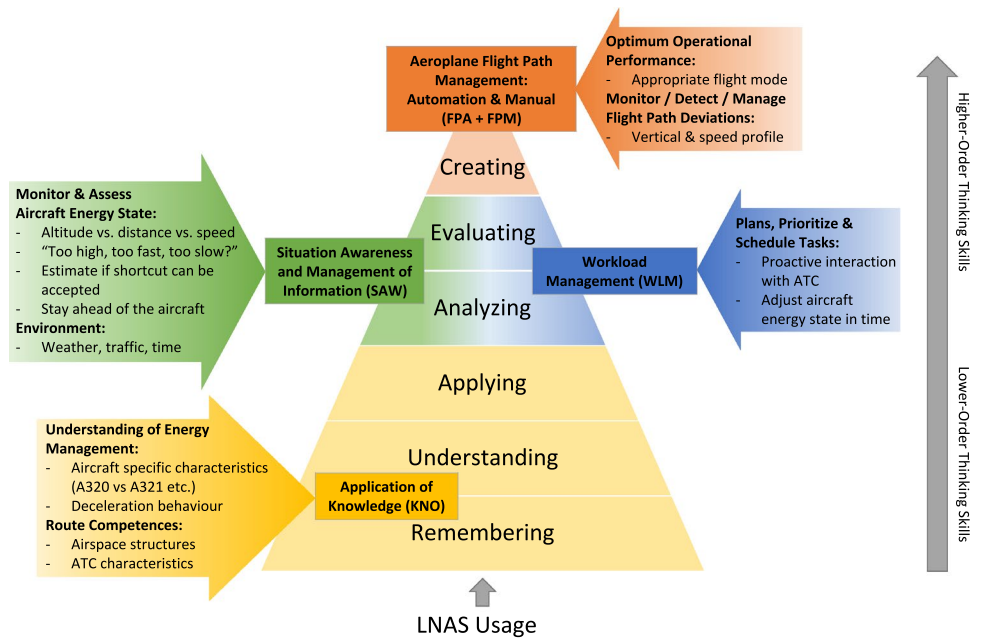 Aeroplane Flight Path
Management:
Automation & Manual
(FPA + FPM)
Optimum Operational
Performance:
- Appropriate flight mode
Monitor / Detect / Manage
Flight Path Deviations:
- Vertical & speed profile
Higher-Order Thinking Skills
Creating
Monitor & Assess
Aircraft Energy State:
- Altitude vs. distance vs. speed
- “Too high, too fast, too slow?”
- Estimate if shortcut can be
accepted
- Stay ahead of the aircraft
Environment:
- Weather, traffic, time
Situation Awareness
and Management of
Information (SAW)
Evaluating
Analyzing
Workload
Management (WLM)
Plans, Prioritize &
Schedule Tasks:
- Proactive interaction
with ATC
- Adjust aircraft
energy state in time
Applying
Lower-Order Thinking Skills
Understanding of Energy
Management:
- Aircraft specific characteristics
(A320 vs A321 etc.)
- Deceleration behaviour
Route Competences:
- Airspace structures
- ATC characteristics
Understanding
Application of
Knowledge (KNO)
Remembering
LNAS Usage